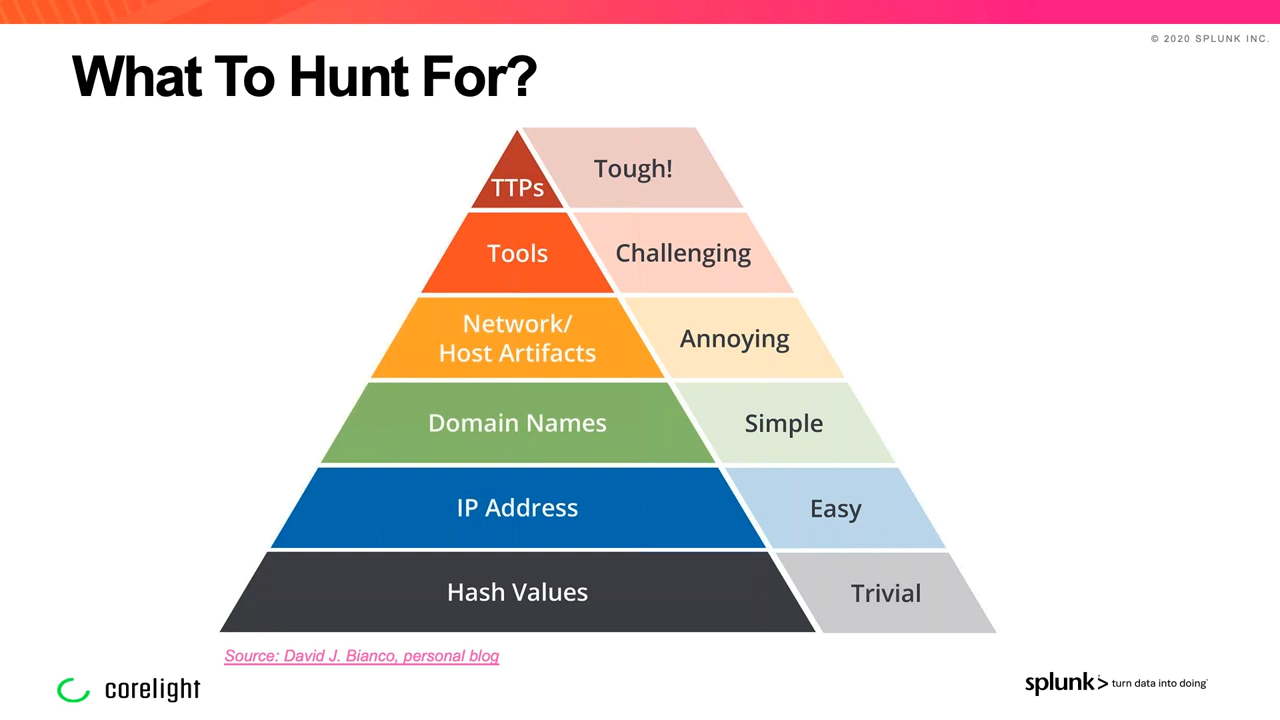 © 2020 SPLUNK INC.
What To Hunt For?
TTPs
Tough!
Tools
Challenging
Network/
Host Artifacts
Annoying
Domain Names
Simple
IP Address
Easy
Hash Values
Trivial
Source: David J. Bianco, personal blog
corelight
splunk> turn data into doing™